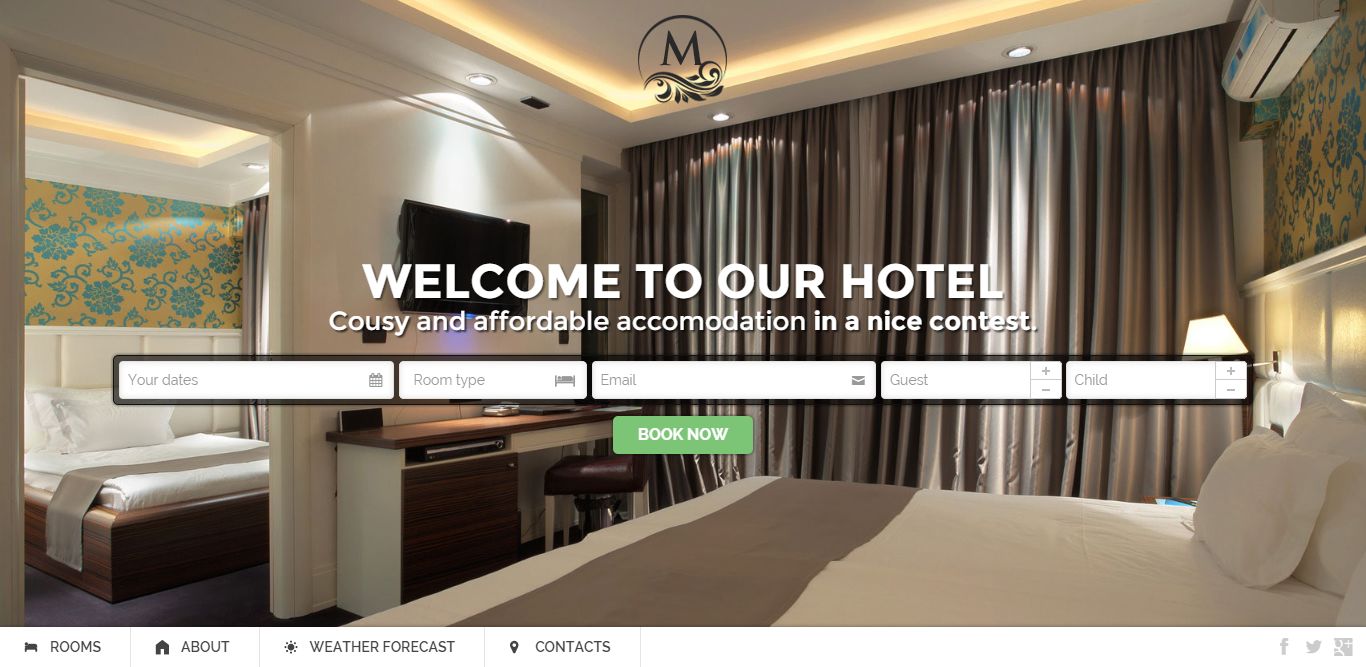 M
WELCOME TO OUR HOTEL
Cousy and affordable accomodation in a nice contest.
Your dates
Room type
Email
Guest
+
-
Child
+
-
BOOK NOW
ROOMS
ABOUT
WEATHER FORECAST
CONTACTS